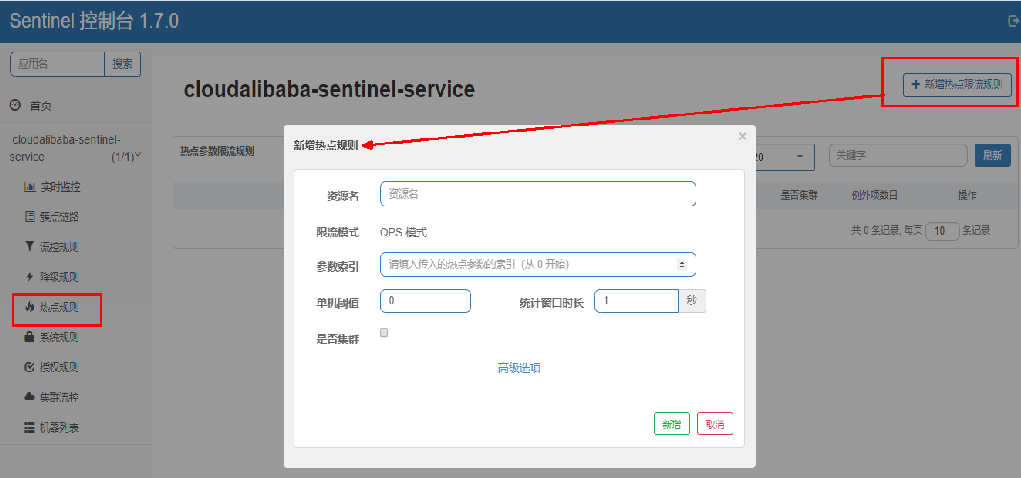 Sentinel 控制台 1.7.0
应用名 搜索
首页
cloudalibaba-sentinel-service (1/1)
实时监控
簇点链路
流控规则
降级规则
热点规则
系统规则
授权规则
集群流控
机器列表
cloudalibaba-sentinel-service
+ 新增热点限流规则
热点参数限流规则
20 关键字 刷新
是否集群 例外项数目 操作
共 0 条记录, 每页 10 条记录
新增热点规则 ×
资源名 资源名
限流模式 QPS 模式
参数索引 请填入传入的热点参数的索引（从 0 开始）
单机阈值 0 统计窗口时长 1 秒
是否集群
高级选项
新增 取消